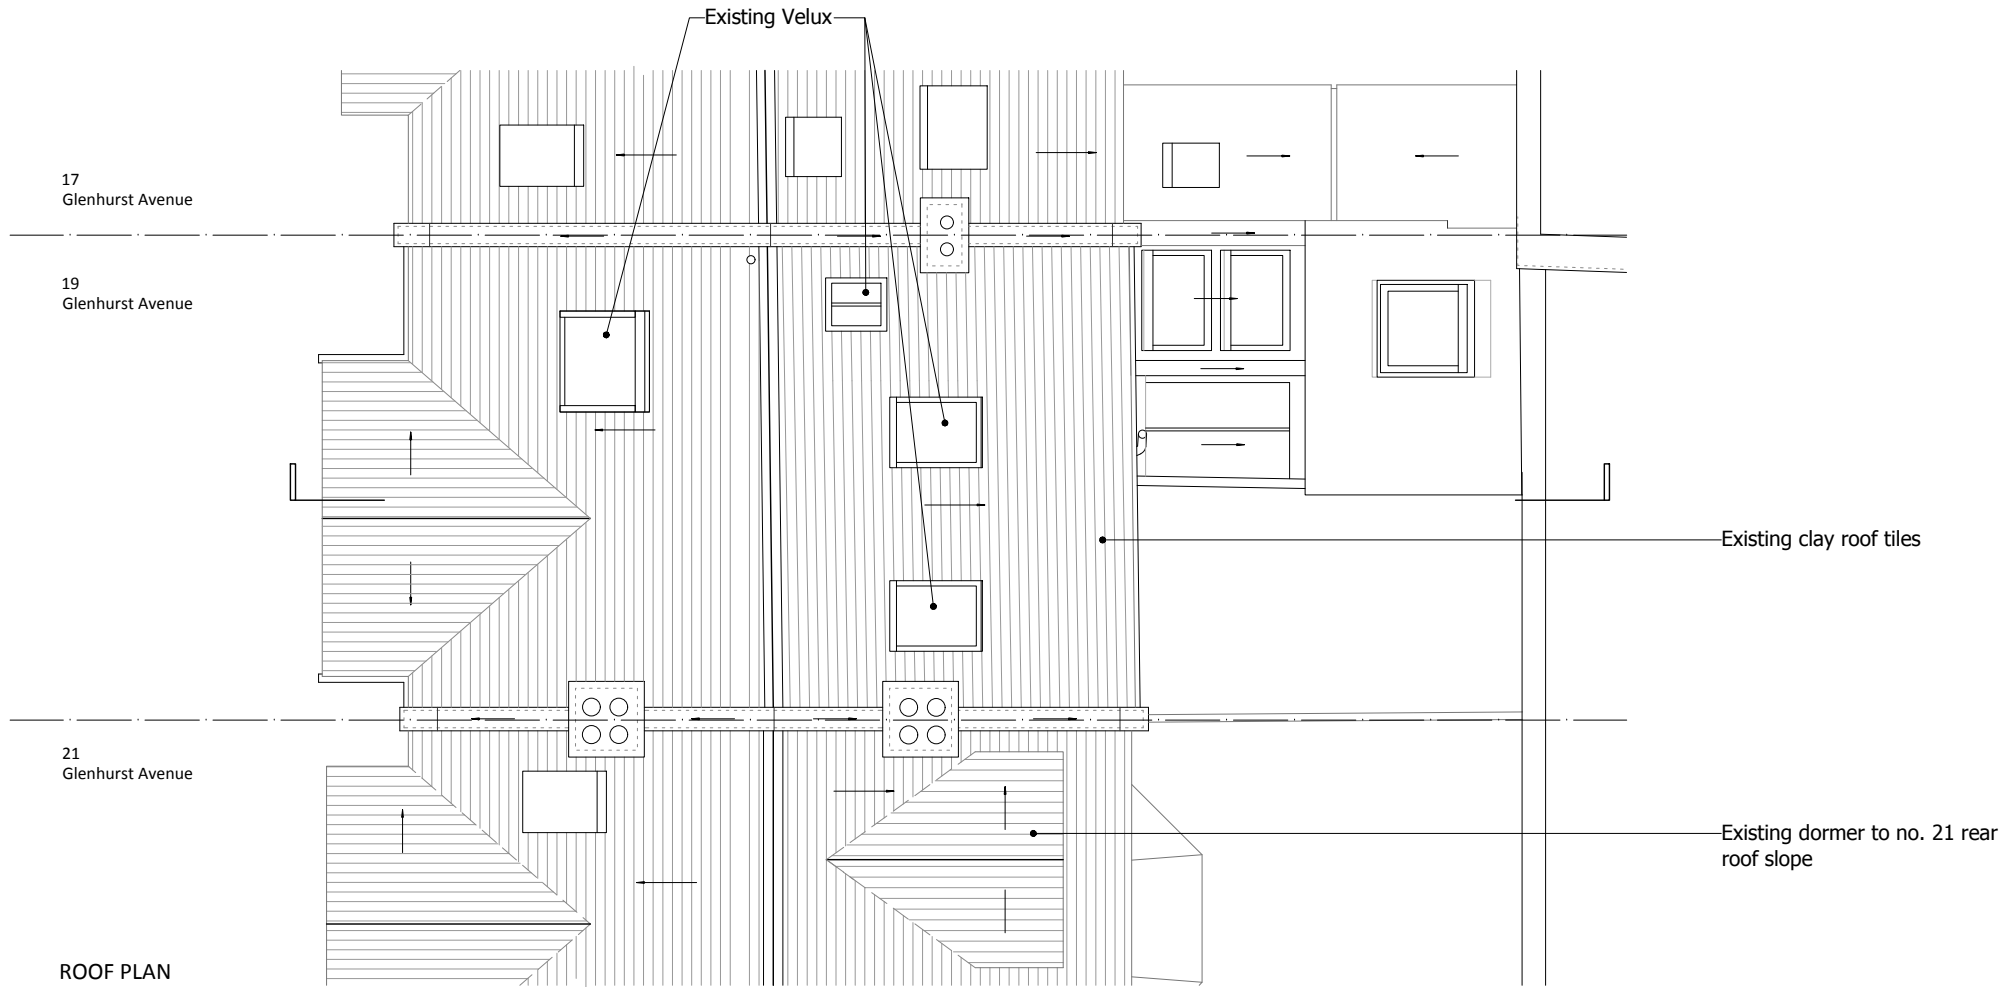 Existing Velux
17
Glenhurst Avenue
19
Glenhurst Avenue
Existing clay roof tiles
21
Glenhurst Avenue
Existing dormer to no. 21 rear
roof slope
ROOF PLAN